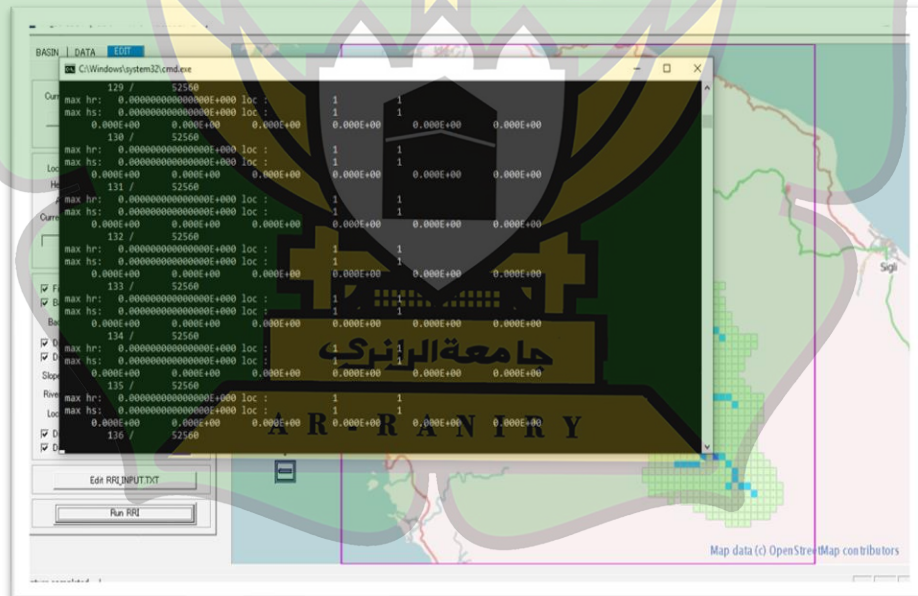 BASIN | DATA EDIT
C:\Windows\system32\cmd.exe
129 / 52560
max hr: 0.000000000000000E+000 loc : 1 1
max hs: 0.000000000000000E+000 loc : 1 1
0.000E+00 0.000E+00 0.000E+00 0.000E+00 0.000E+00 0.000E+00
130 / 52560
max hr: 0.000000000000000E+000 loc : 1 1
max hs: 0.000000000000000E+000 loc : 1 1
0.000E+00 0.000E+00 0.000E+00 0.000E+00 0.000E+00 0.000E+00
131 / 52560
max hr: 0.000000000000000E+000 loc : 1 1
max hs: 0.000000000000000E+000 loc : 1 1
0.000E+00 0.000E+00 0.000E+00 0.000E+00 0.000E+00 0.000E+00
132 / 52560
max hr: 0.000000000000000E+000 loc : 1 1
max hs: 0.000000000000000E+000 loc : 1 1
0.000E+00 0.000E+00 0.000E+00 0.000E+00 0.000E+00 0.000E+00
133 / 52560
max hr: 0.000000000000000E+000 loc : 1 1
max hs: 0.000000000000000E+000 loc : 1 1
0.000E+00 0.000E+00 0.000E+00 0.000E+00 0.000E+00 0.000E+00
134 / 52560
max hr: 0.000000000000000E+000 loc : 1 1
max hs: 0.000000000000000E+000 loc : 1 1
0.000E+00 0.000E+00 0.000E+00 0.000E+00 0.000E+00 0.000E+00
135 / 52560
max hr: 0.000000000000000E+000 loc : 1 1
max hs: 0.000000000000000E+000 loc : 1 1
0.000E+00 0.000E+00 0.000E+00 0.000E+00 0.000E+00 0.000E+00
136 / 52560
جامعة الرانري
AR-RANIRY
Sigli
Edit RRI_INPUT.TXT
Run RRI
Map data (c) OpenStreetMap contributors